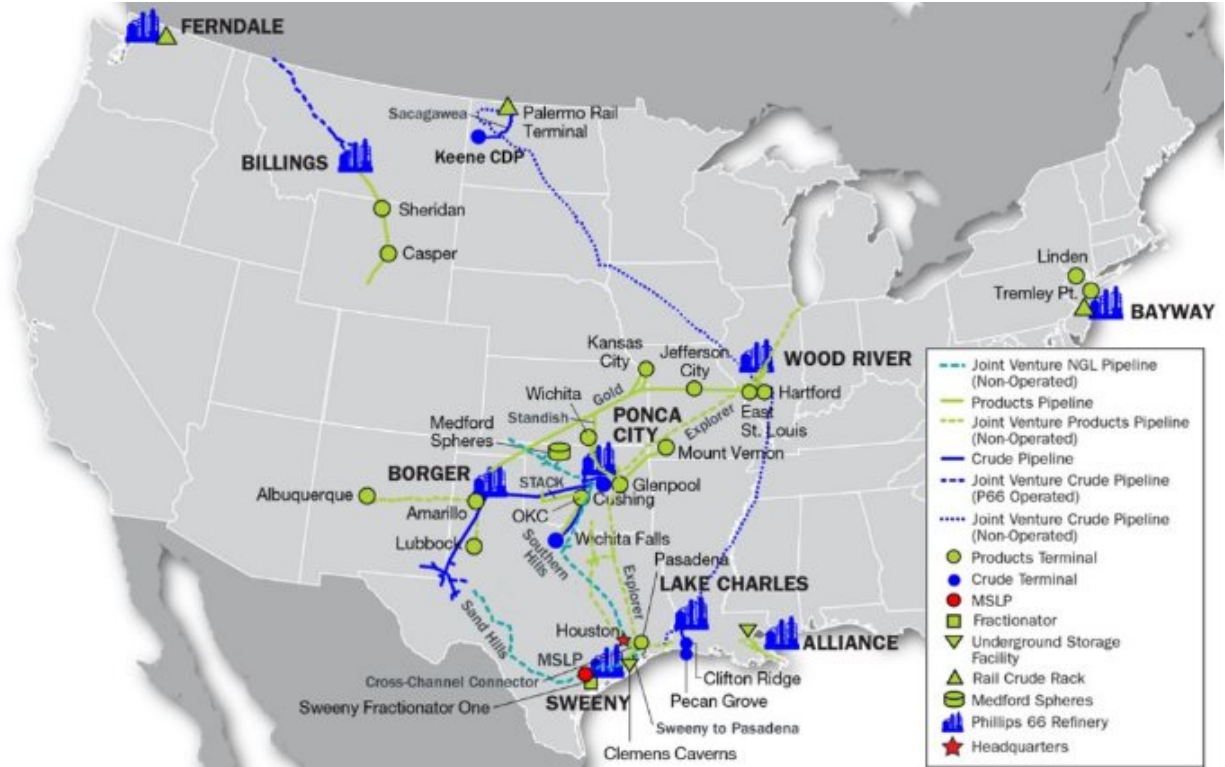 FERNDALE
Sacagawea
Palermo Rail
Terminal
Keene CDP
BILLINGS
Sheridan
Casper
Linden
Tremley Pt.
BAYWAY
Kansas
City
Jefferson
City
WOOD RIVER
Wichita
Gold
Hartford
Standish
PONCA
CITY
Explorer
East
St. Louis
Medford
Spheres
Mount Vernon
BORGER
STACK
Glenpool
Albuquerque
Cushing
Amarillo
OKC
Wichita Falls
Lubbock
Southern
Hills
Pasadena
Explorer
LAKE CHARLES
Sand Hills
Houston
ALLIANCE
MSLP
Clifton Ridge
Cross-Channel Connector
Pecan Grove
Sweeny Fractionator One
SWEENY
Sweeny to Pasadena
Clemens Caverns
Joint Venture NGL Pipeline
(Non-Operated)
Products Pipeline
Joint Venture Products Pipeline
(Non-Operated)
Crude Pipeline
Joint Venture Crude Pipeline
(P66 Operated)
Joint Venture Crude Pipeline
(Non-Operated)
Products Terminal
Crude Terminal
MSLP
Fractionator
Underground Storage
Facility
Rail Crude Rack
Medford Spheres
Phillips 66 Refinery
Headquarters